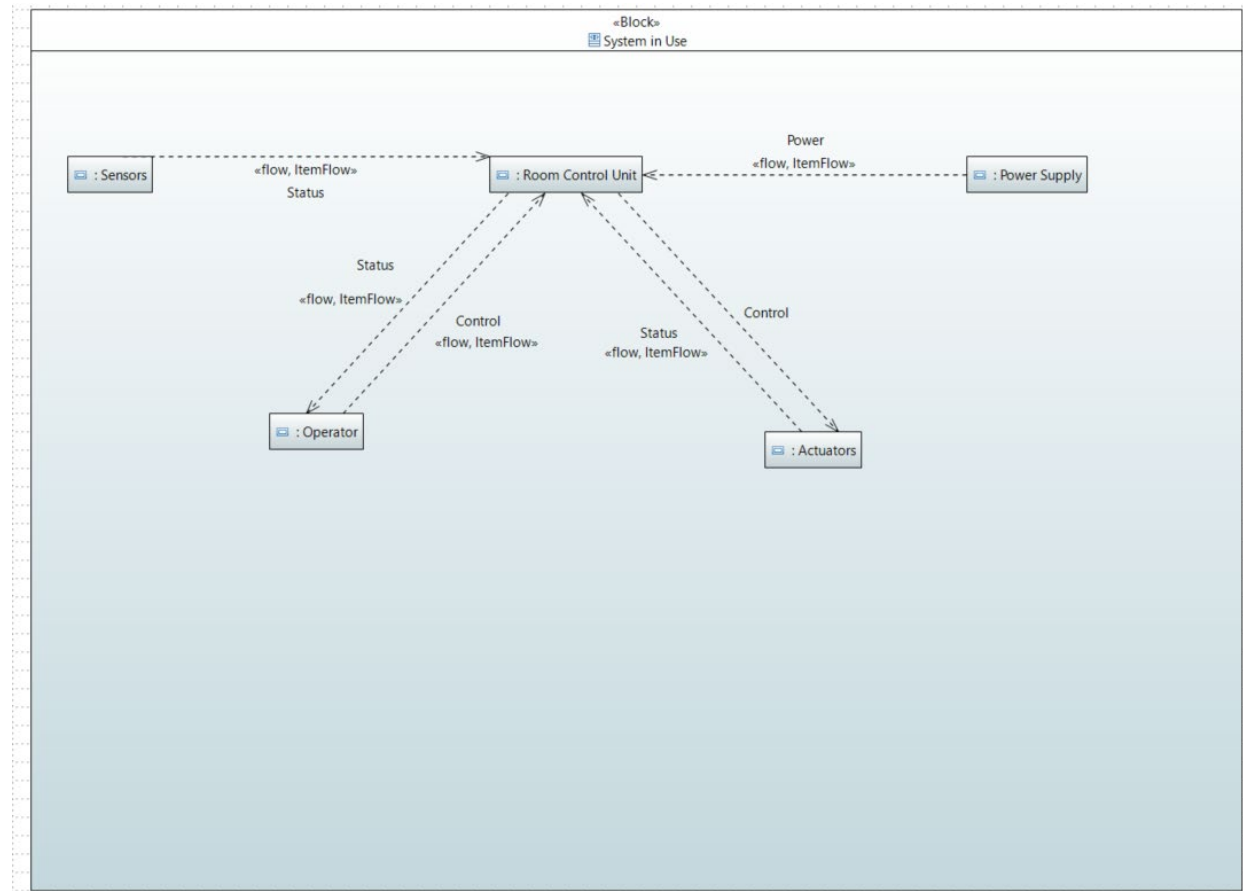 «Block»
System in Use
Power
«flow, ItemFlow»
: Sensors
«flow, ItemFlow»
Status
: Room Control Unit
: Power Supply
Status
«flow, ItemFlow»
Control
«flow, ItemFlow»
Status
«flow, ItemFlow»
Control
: Operator
: Actuators